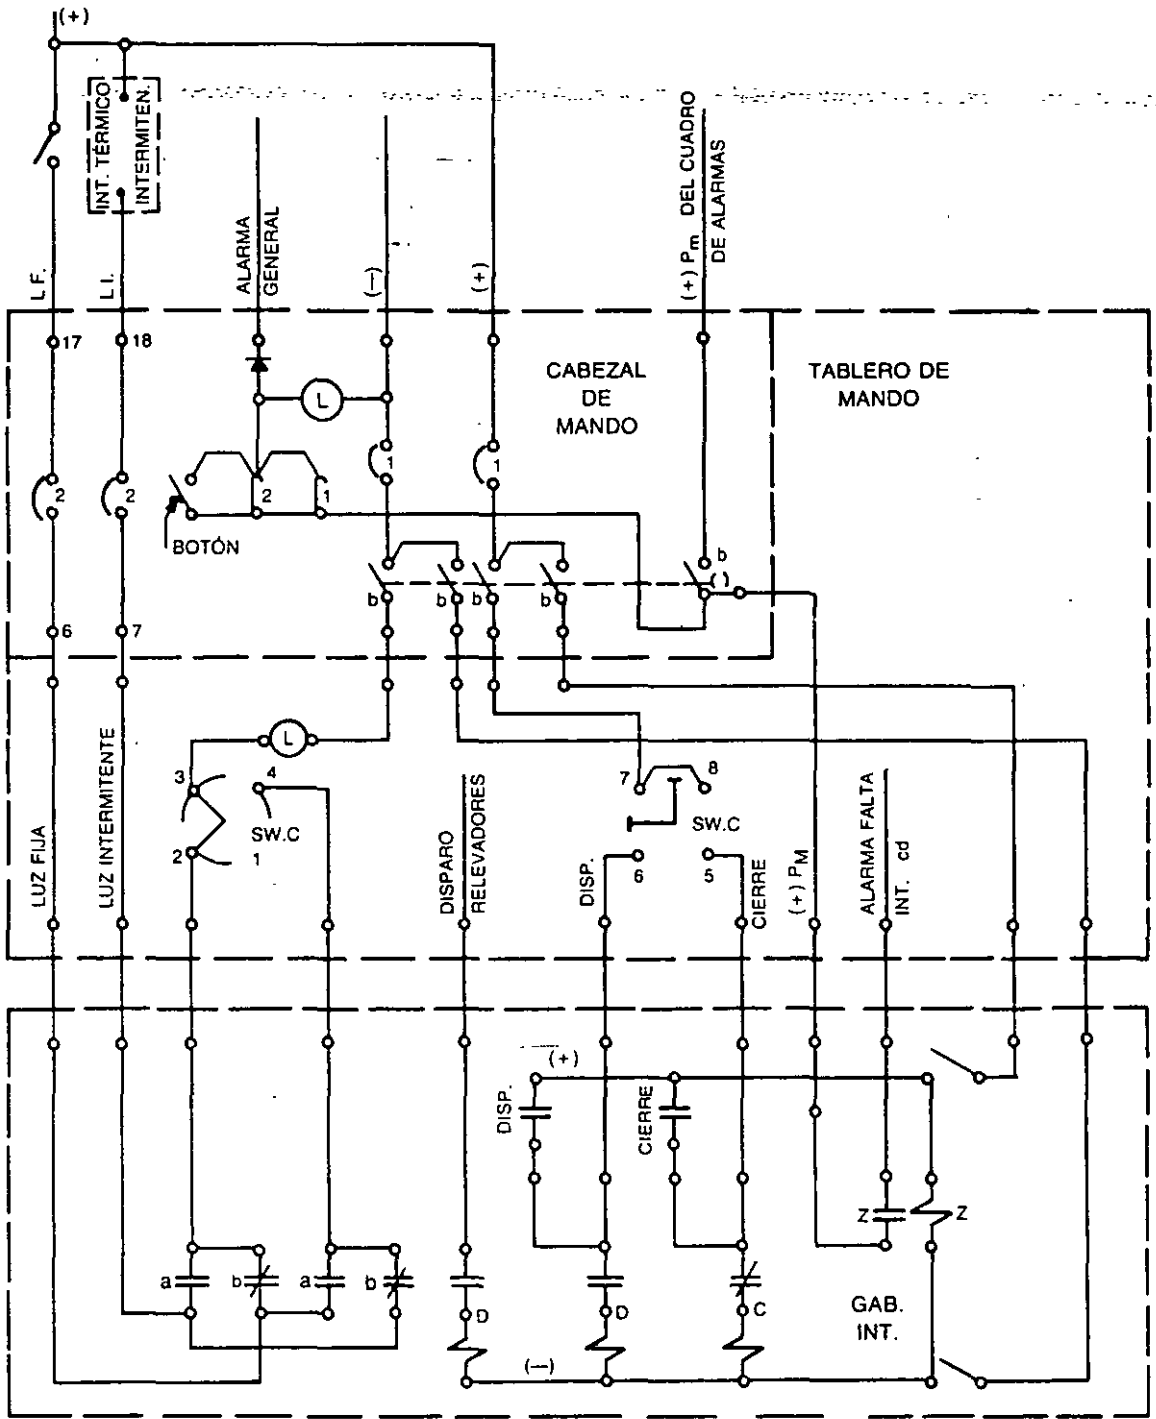 (+)
INT. TÉRMICO
INTERMITEN.
L.F.
L.I.
ALARMA
GENERAL
(—)
(+)
(+) Pm DEL CUADRO
DE ALARMAS
17
18
CABEZAL
DE
MANDO
TABLERO DE
MANDO
L
1
1
2
2
2
1
BOTÓN
b
( )
b
b
b
b
6
7
L
3
4
7
8
SW.C
SW.C
2
1
6
5
LUZ FIJA
LUZ INTERMITENTE
DISPARO
RELEVADORES
DISP.
CIERRE
(+) PM
ALARMA FALTA
INT. cd
(+)
DISP.
CIERRE
Z
Z
a
b
a
b
D
D
C
GAB.
INT.
(—)